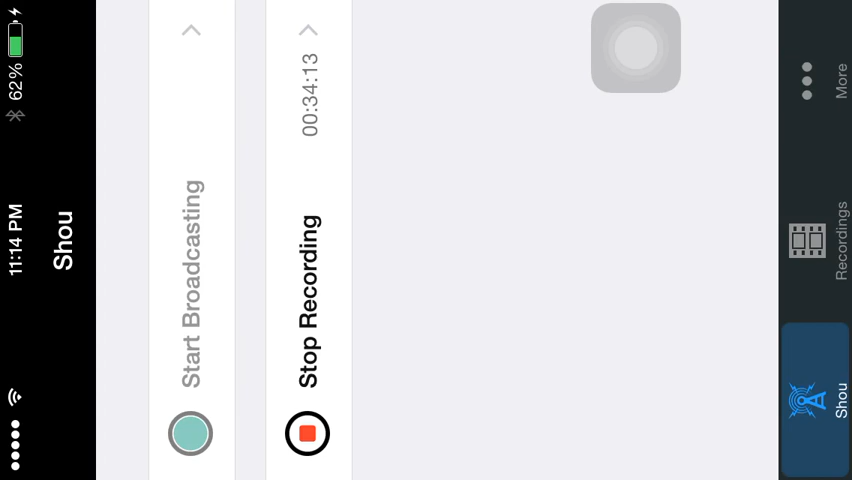 11:14 PM
62%
Shou
Start Broadcasting
Stop Recording 00:34:13
Shou
Recordings
More